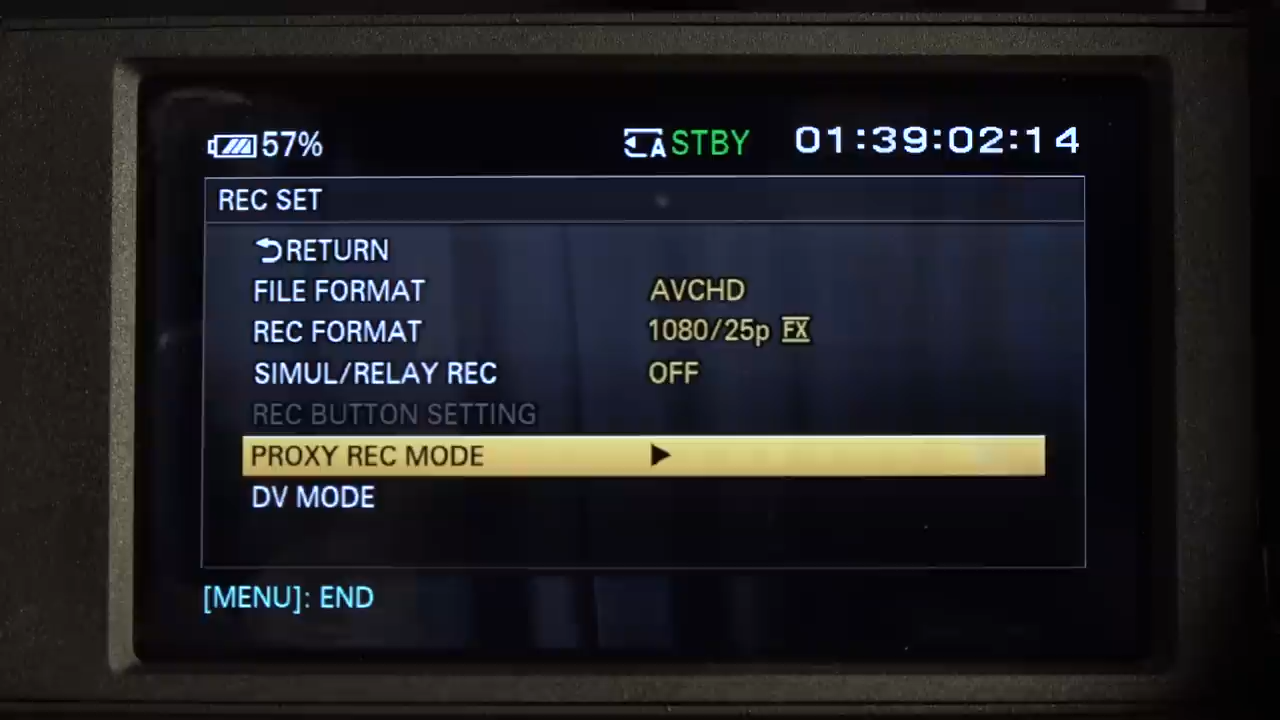 57% A STBY 01:39:02:14
REC SET
RETURN
FILE FORMAT AVCHD
REC FORMAT 1080/25p FX
SIMUL/RELAY REC OFF
REC BUTTON SETTING
PROXY REC MODE
DV MODE
[MENU]: END